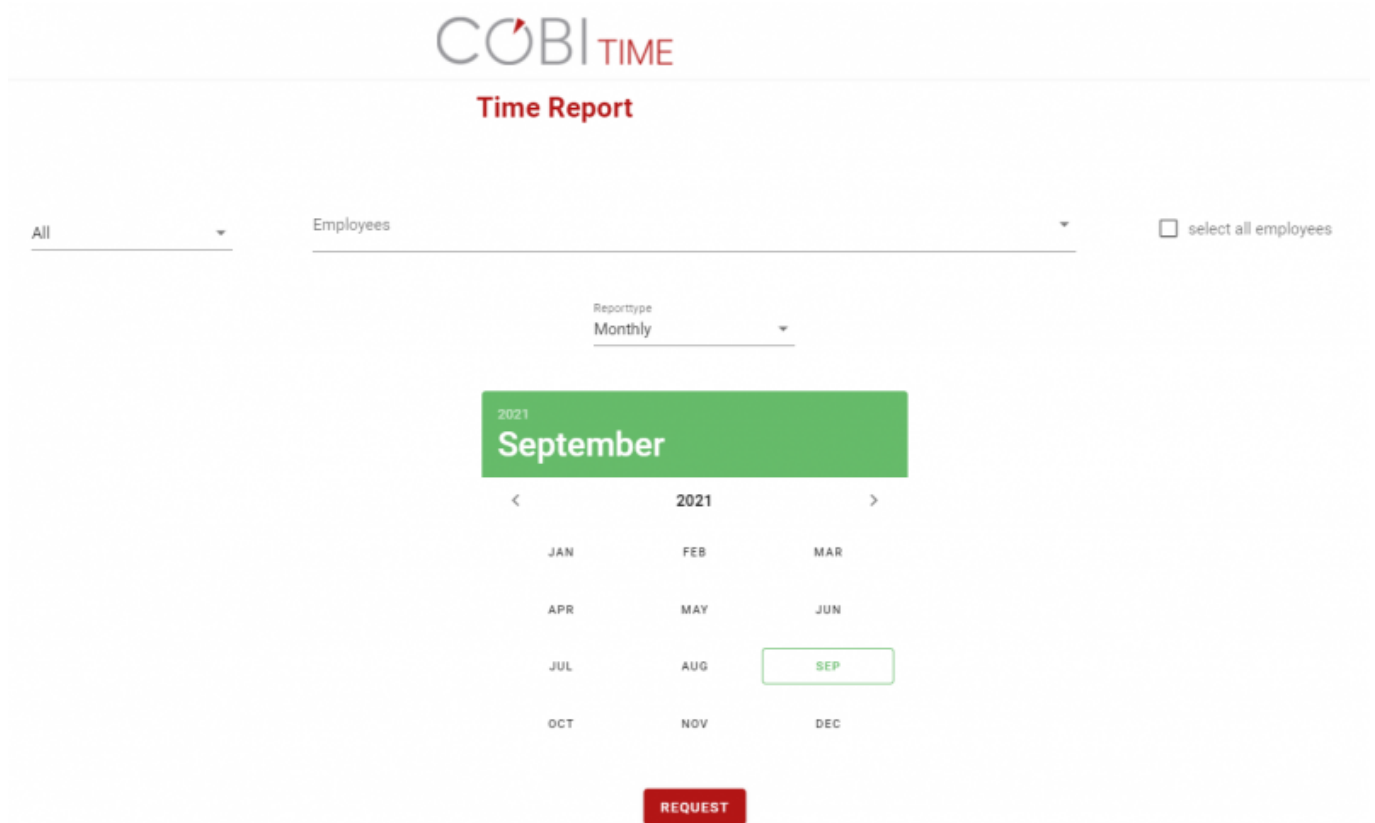 COBI TIME
Time Report
All
Employees
select all employees
Reporttype
Monthly
2021
September
2021
JAN FEB MAR
APR MAY JUN
JUL AUG SEP
OCT NOV DEC
REQUEST